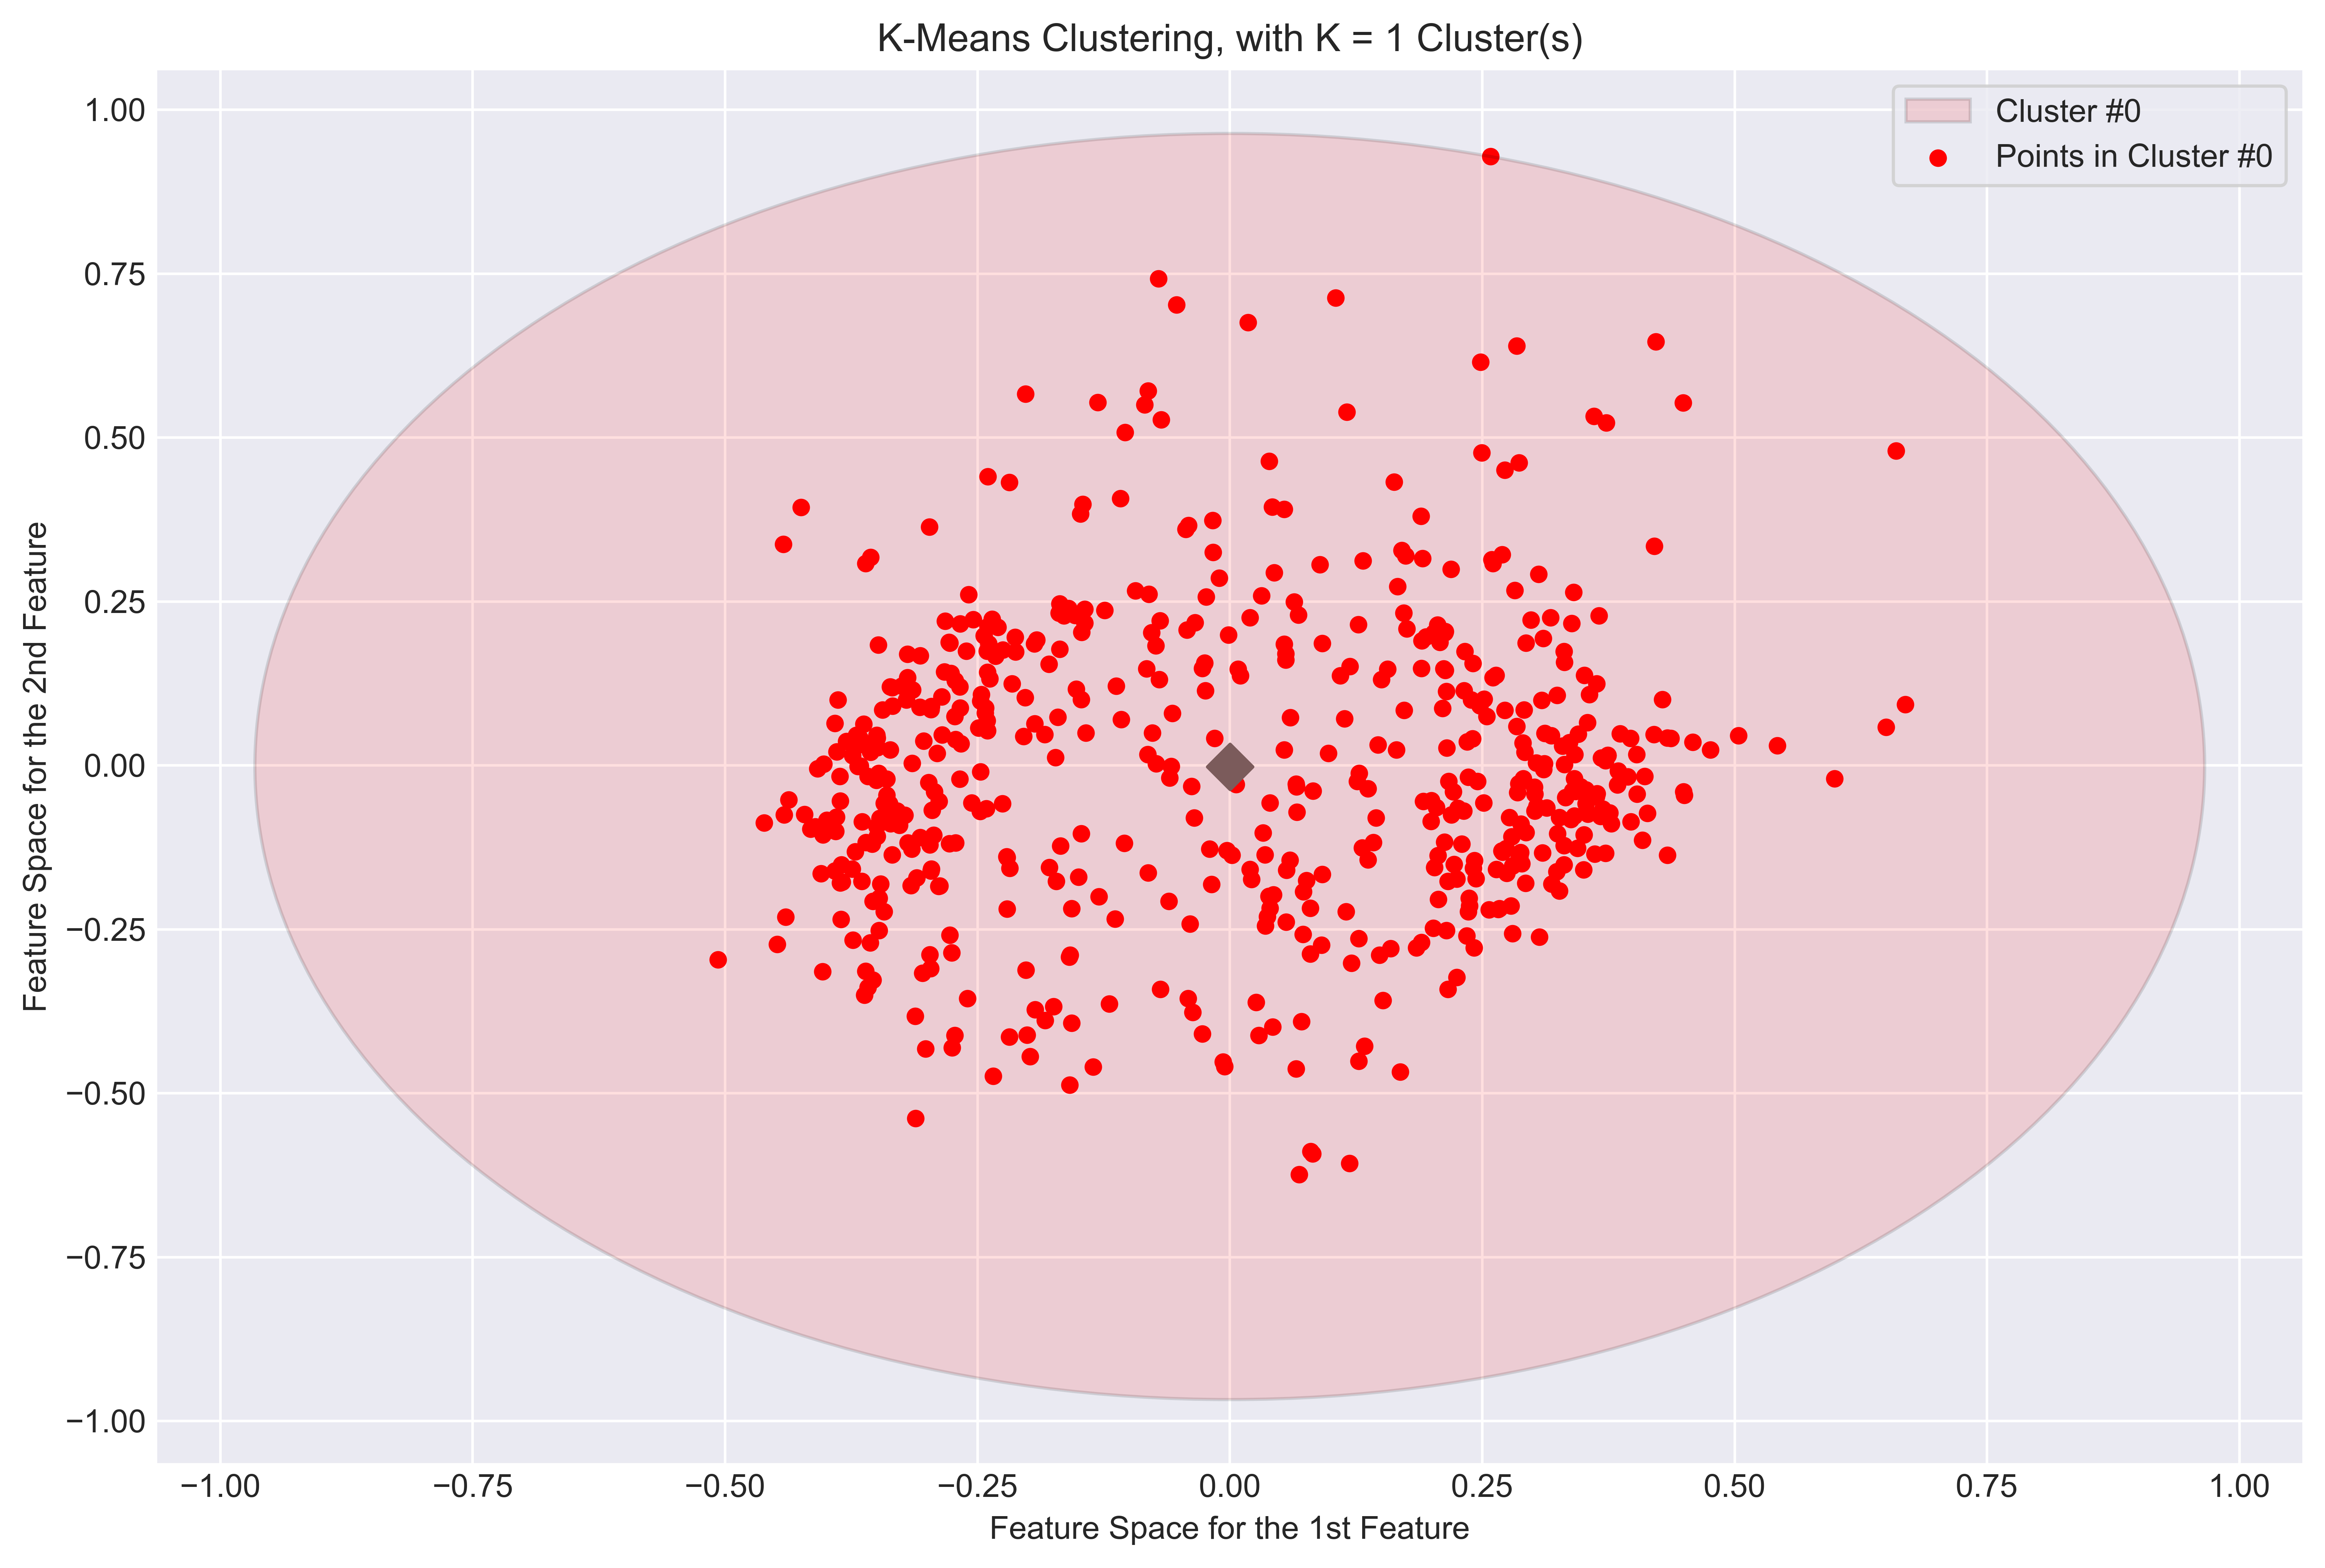 K-Means Clustering, with K = 1 Cluster(s)
Cluster #0
Points in Cluster #0
Feature Space for the 2nd Feature
1.00
0.75
0.50
0.25
0.00
−0.25
−0.50
−0.75
−1.00
−1.00 −0.75 −0.50 −0.25 0.00 0.25 0.50 0.75 1.00
Feature Space for the 1st Feature